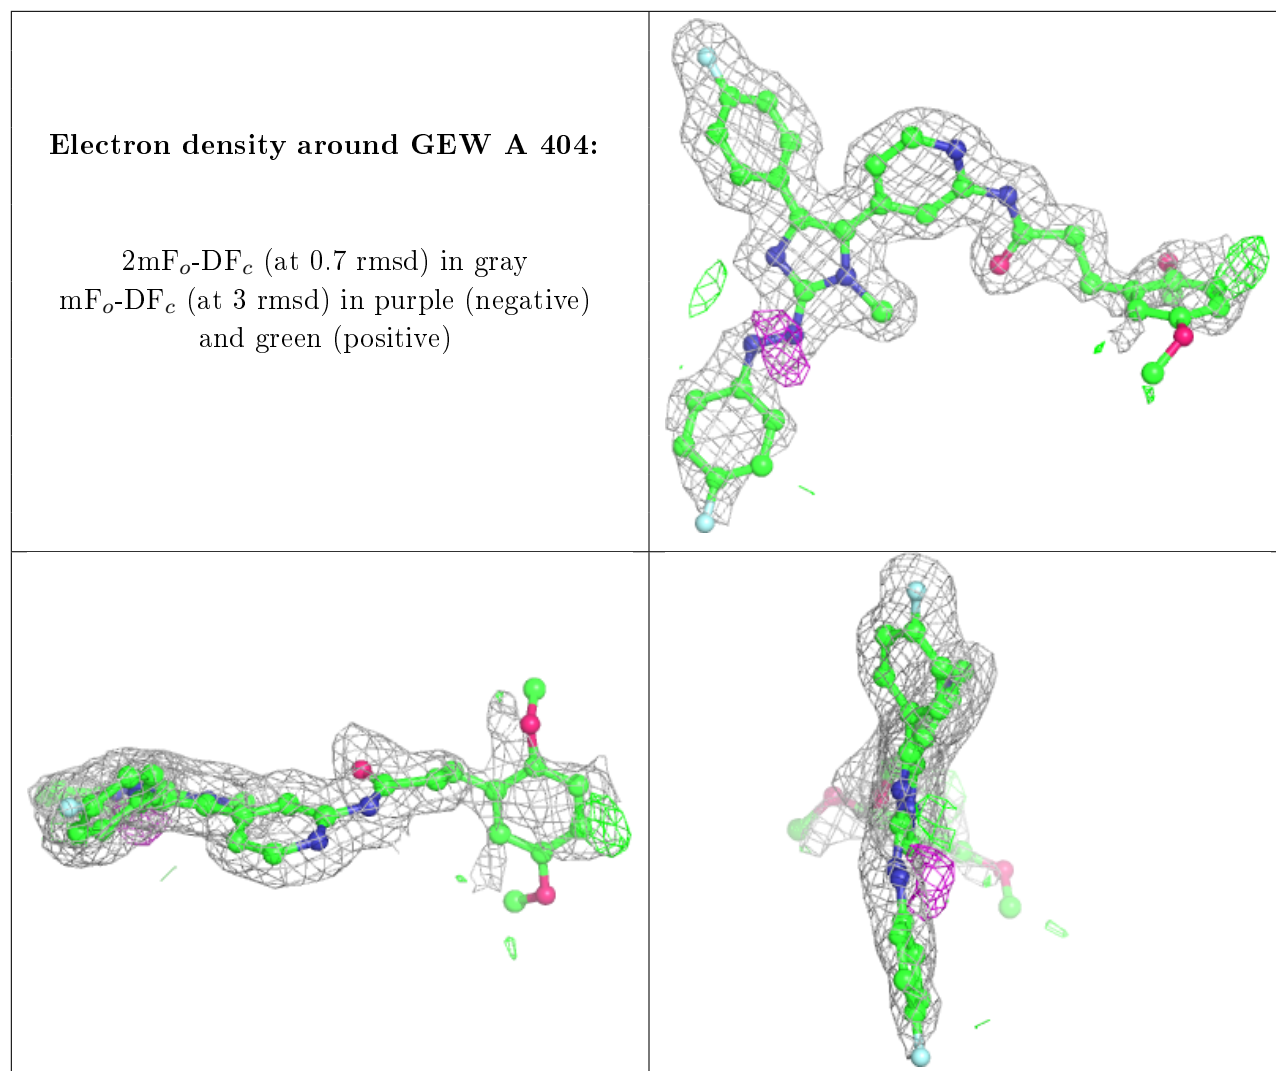 Electron density around GEW A 404:
2mFo-DFc (at 0.7 rmsd) in gray
mFo-DFc (at 3 rmsd) in purple (negative)
and green (positive)